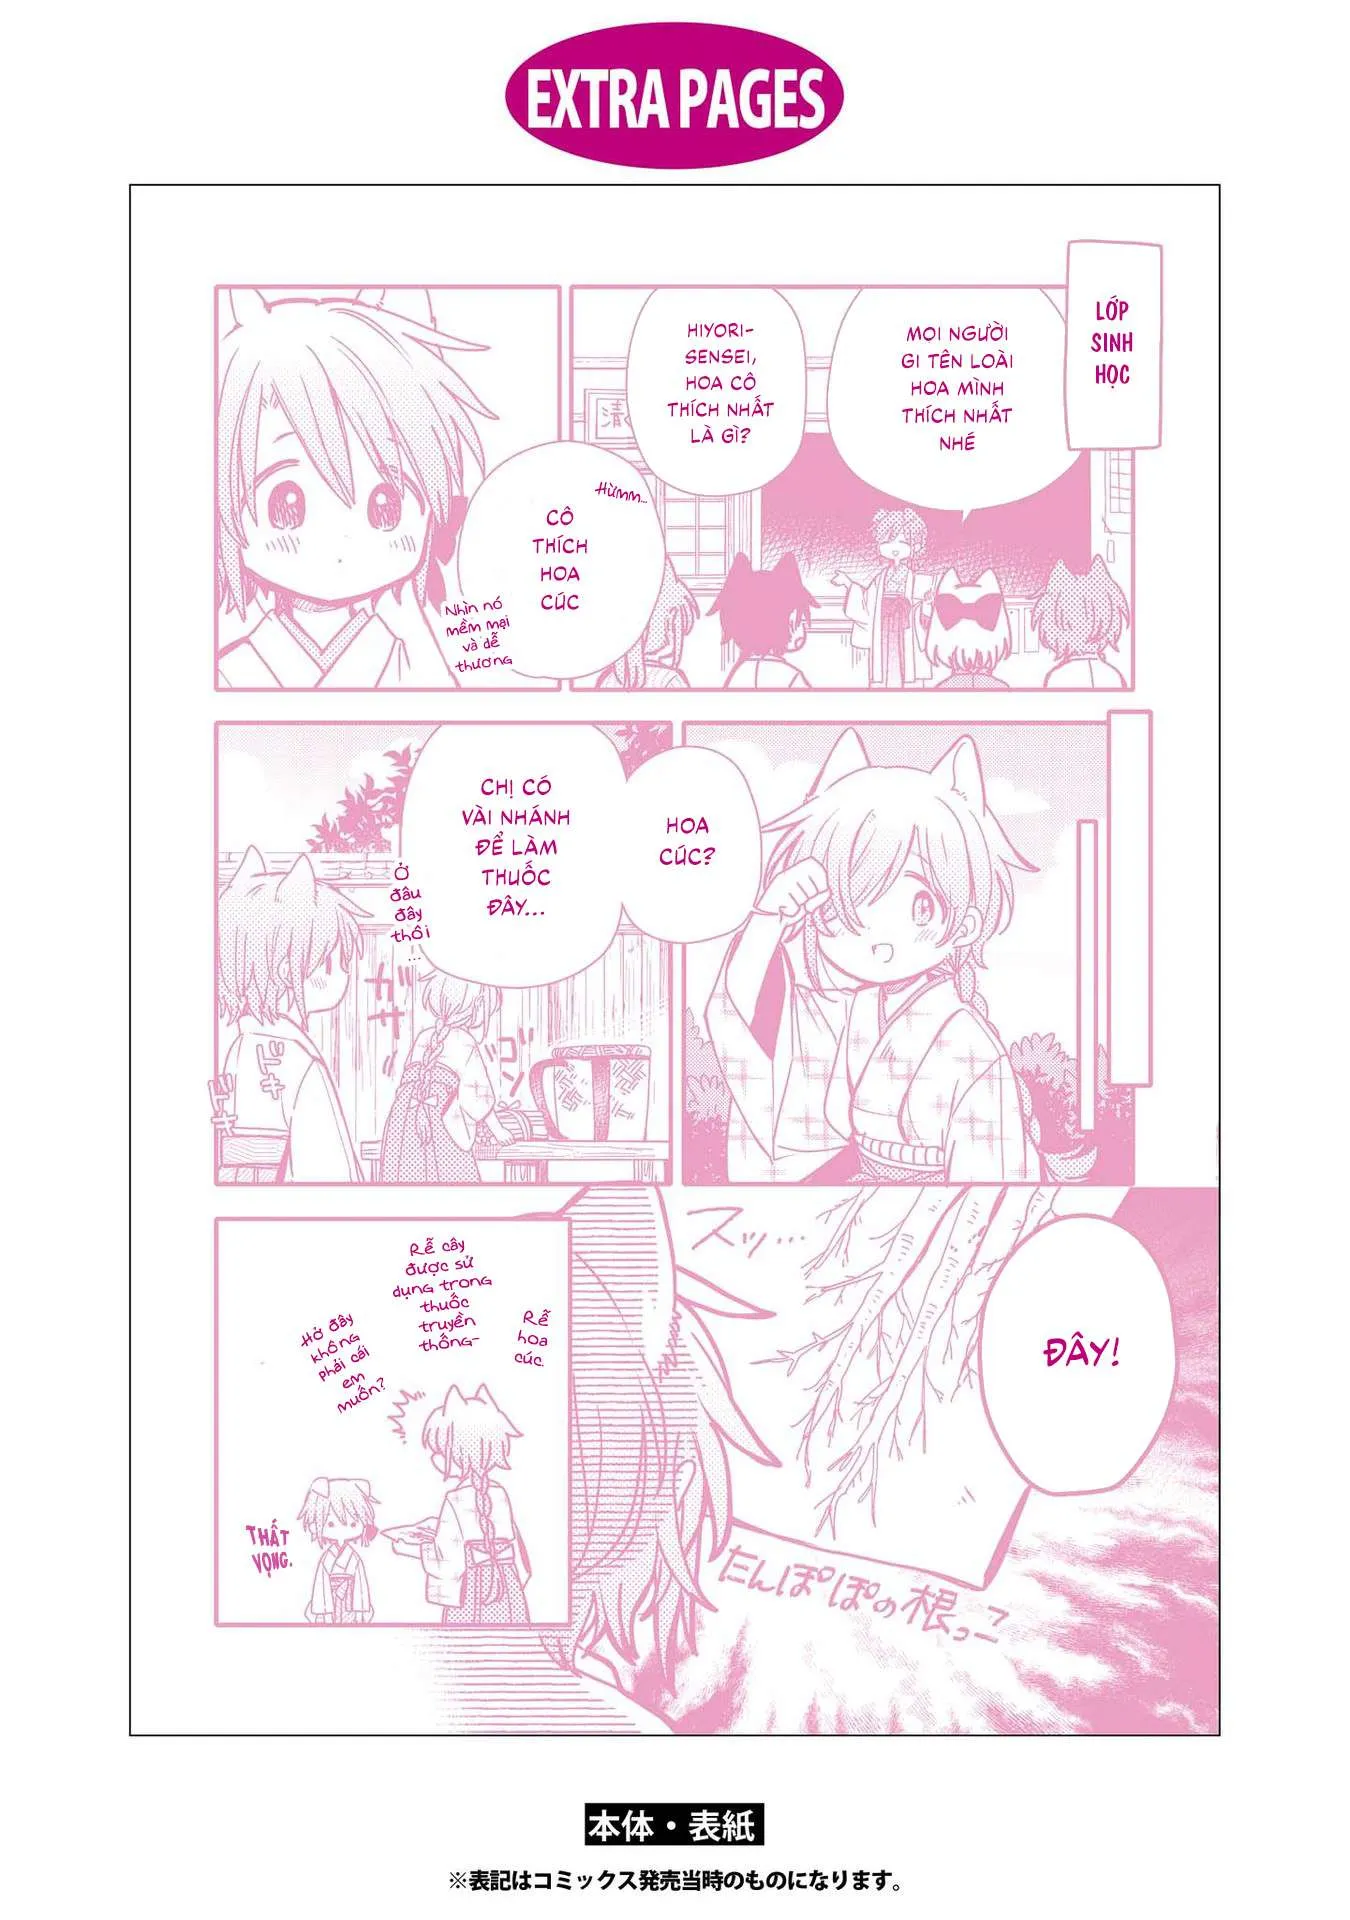 EXTRA PAGES
LỚP
SINH
HỌC
MỌI NGƯỜI
GI TÊN LOÀI
HOA MÌNH
THÍCH NHẤT
NHÉ
HIYORI-
SENSEI,
HOA CÔ
THÍCH NHẤT
LÀ GÌ?
清
Hừmm...
CÔ
THÍCH
HOA
CÚC
Nhìn nó
mềm mại
và dễ
thương
HOA
CÚC?
CHỊ CÓ
VÀI NHÁNH
ĐỂ LÀM
THUỐC
ĐÂY...
Ở
đâu
đây
thôi
...
ガサガサ
ゴソ
ドキ
ドキ
ĐÂY!
スッ...
たんぽぽの根っこ
Rễ
hoa
cúc.
Rễ cây
được sử
dụng trong
thuốc
truyền
thống-
Hở đây
không
phải cái
em
muốn?
THẤT
VỌNG.
本体・表紙
※表記はコミックス発売当時のものになります。